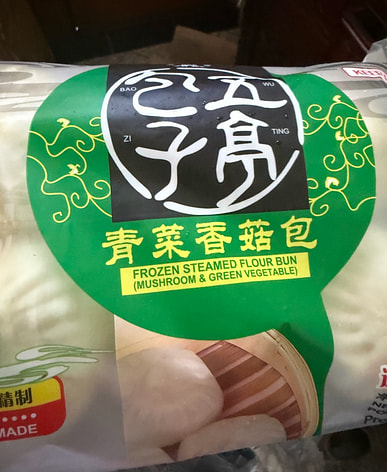 KEEP
五亭
包子
WU
TING
BAO
ZI
青菜香菇包
FROZEN STEAMED FLOUR BUN
(MUSHROOM & GREEN VEGETABLE)
精制
MADE